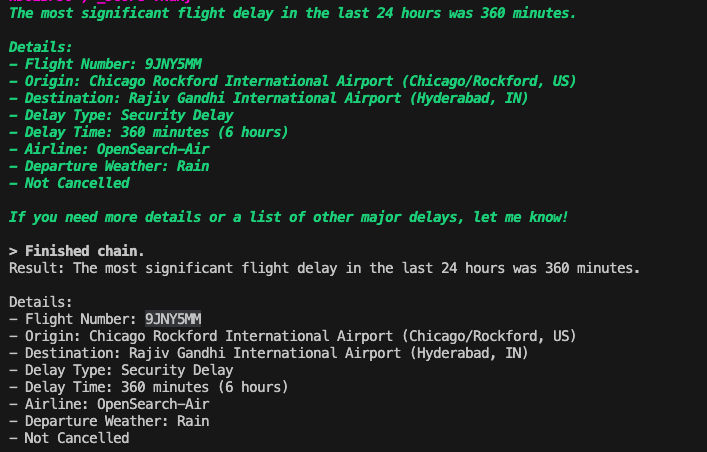 The most significant flight delay in the last 24 hours was 360 minutes.
Details:
- Flight Number: 9JNY5MM
- Origin: Chicago Rockford International Airport (Chicago/Rockford, US)
- Destination: Rajiv Gandhi International Airport (Hyderabad, IN)
- Delay Type: Security Delay
- Delay Time: 360 minutes (6 hours)
- Airline: OpenSearch-Air
- Departure Weather: Rain
- Not Cancelled
If you need more details or a list of other major delays, let me know!
> Finished chain.
Result: The most significant flight delay in the last 24 hours was 360 minutes.
Details:
- Flight Number: 9JNY5MM
- Origin: Chicago Rockford International Airport (Chicago/Rockford, US)
- Destination: Rajiv Gandhi International Airport (Hyderabad, IN)
- Delay Type: Security Delay
- Delay Time: 360 minutes (6 hours)
- Airline: OpenSearch-Air
- Departure Weather: Rain
- Not Cancelled